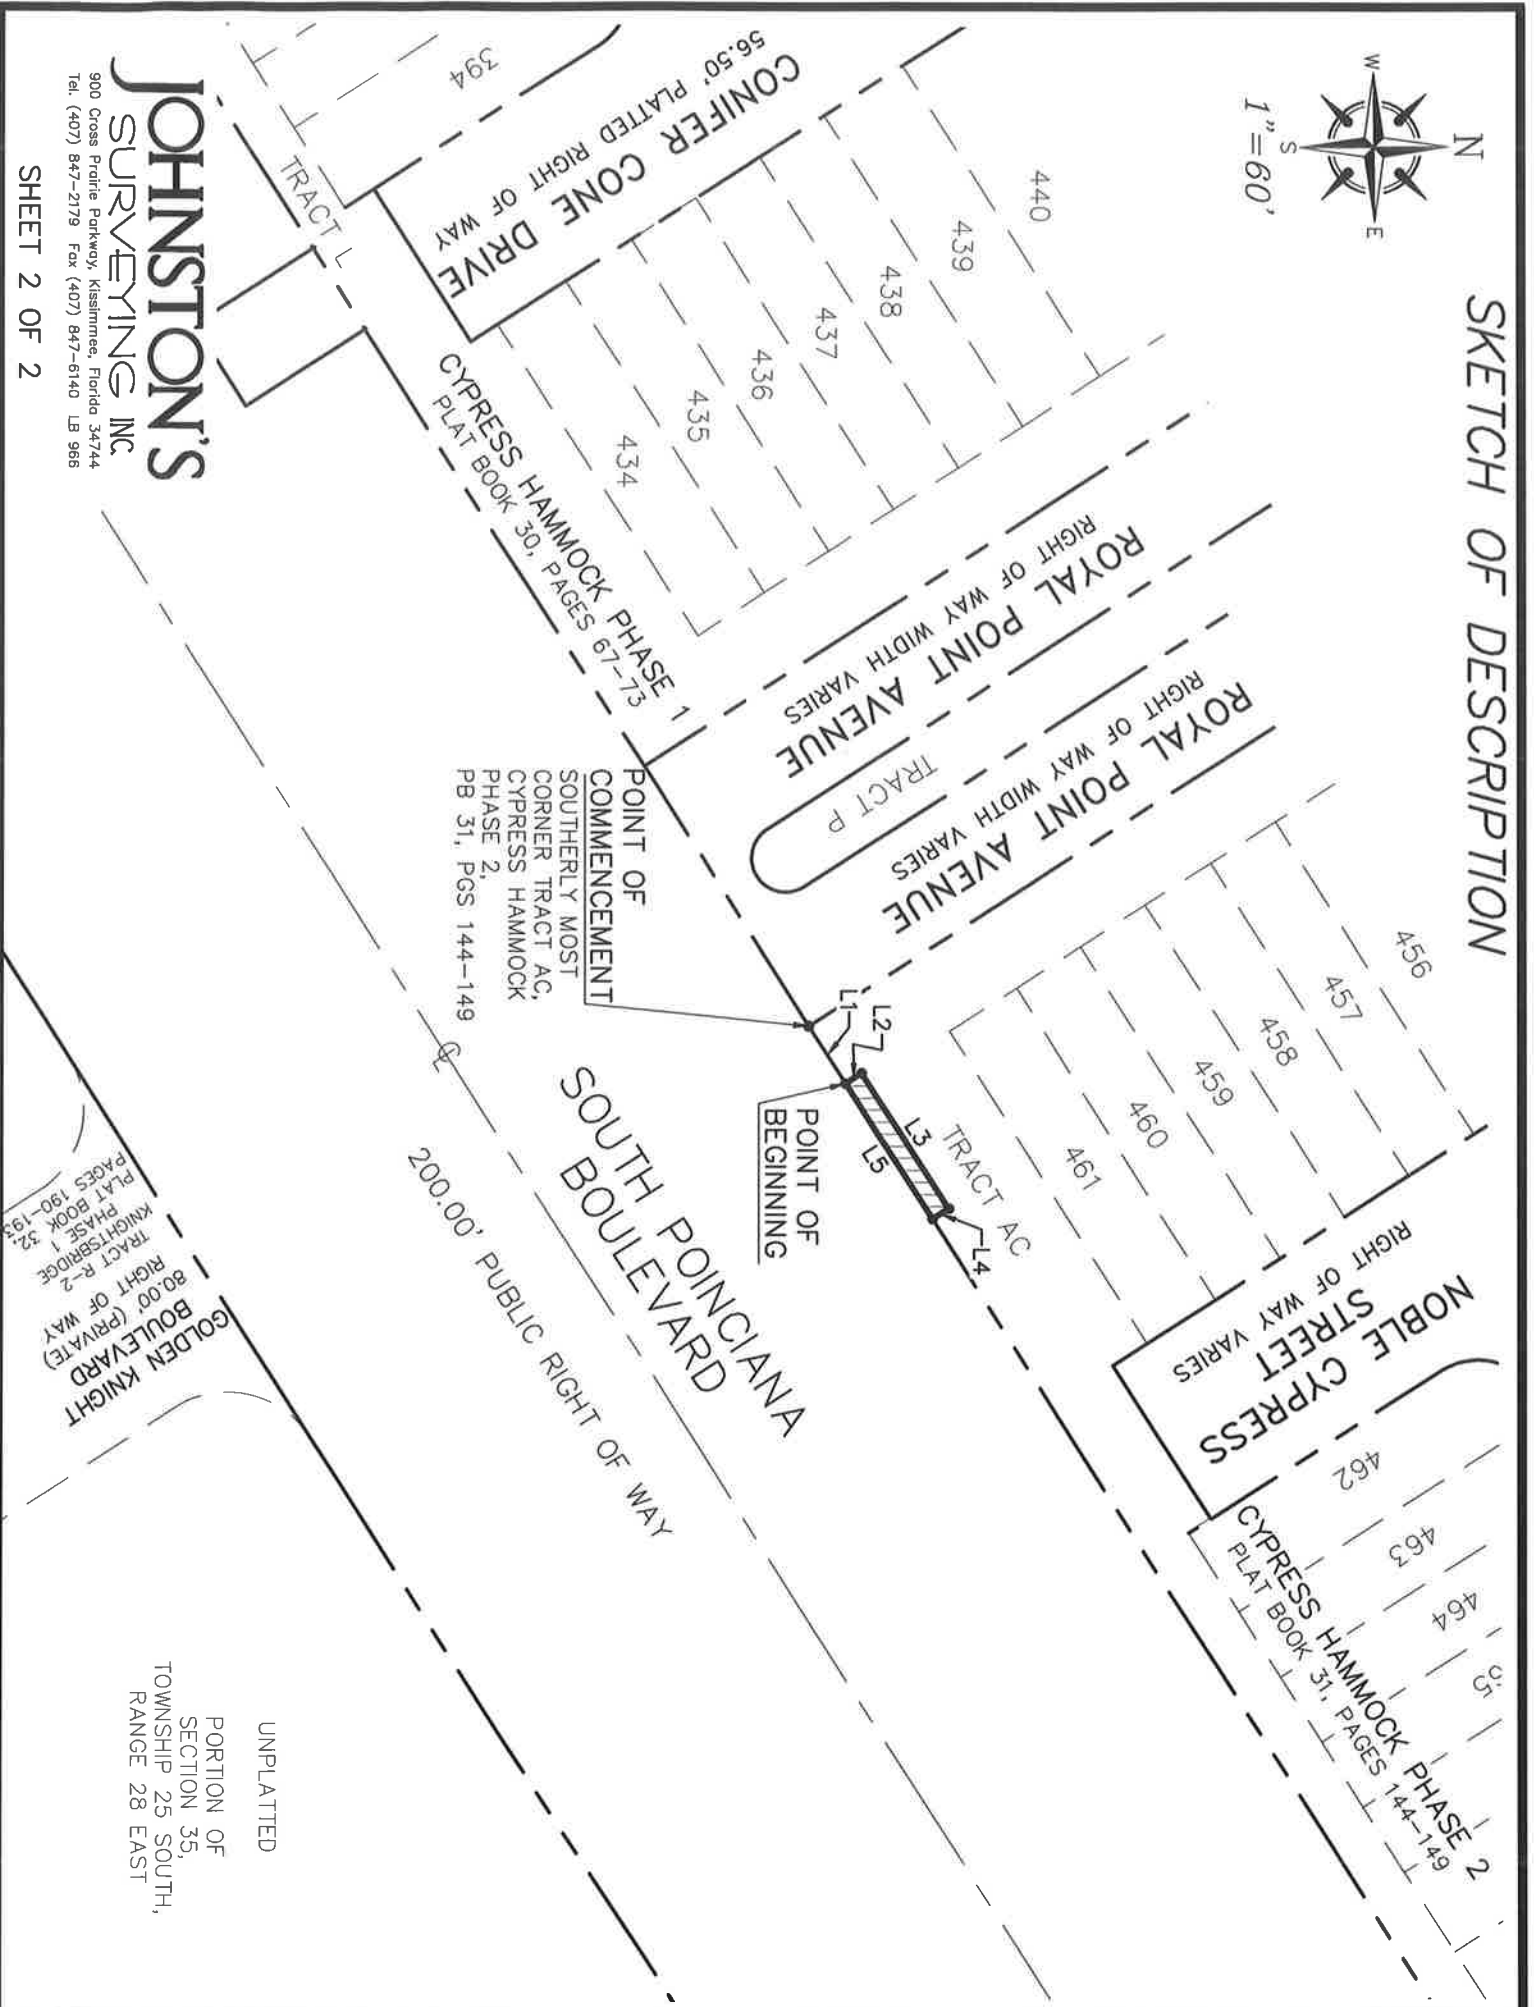 SKETCH OF DESCRIPTION
N
W
E
S
1"=60'
440
439
438
437
436
435
434
394
CONIFER CONE DRIVE
56.50' PLATTED RIGHT OF WAY
TRACT L
CYPRESS HAMMOCK PHASE 1
PLAT BOOK 30, PAGES 67-73
ROYAL POINT AVENUE
RIGHT OF WAY WIDTH VARIES
TRACT P
ROYAL POINT AVENUE
RIGHT OF WAY WIDTH VARIES
456
457
458
459
460
461
TRACT AC
L1
L2
L3
L4
L5
POINT OF
BEGINNING
POINT OF
COMMENCEMENT
SOUTHERLY MOST
CORNER TRACT AC,
CYPRESS HAMMOCK
PHASE 2,
PB 31, PGS 144-149
NOBLE CYPRESS
STREET
RIGHT OF WAY VARIES
462
463
464
CYPRESS HAMMOCK PHASE 2
PLAT BOOK 31, PAGES 144-149
SOUTH POINCIANA
BOULEVARD
200.00' PUBLIC RIGHT OF WAY
℄
GOLDEN KNIGHT
BOULEVARD
80.00' (PRIVATE)
RIGHT OF WAY
TRACT R-2
KNIGHTSBRIDGE
PHASE 1
PLAT BOOK 32,
PAGES 190-193
UNPLATTED
PORTION OF
SECTION 35,
TOWNSHIP 25 SOUTH,
RANGE 28 EAST
JOHNSTON'S
SURVEYING INC.
900 Cross Prairie Parkway, Kissimmee, Florida 34744
Tel. (407) 847-2179 Fax (407) 847-6140 LB 966
SHEET 2 OF 2